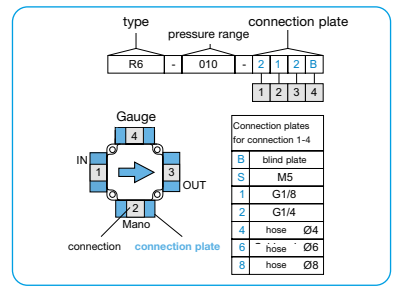 type
connection plate
pressure range
R6 - 010 - 2 1 2 B
1 2 3 4
Gauge
4
IN
1
3
OUT
2
Mano
connection
connection plate
Connection plates
for connection 1-4
B blind plate
S M5
1 G1/8
2 G1/4
4 hose Ø4
6 hose Ø6
8 hose Ø8